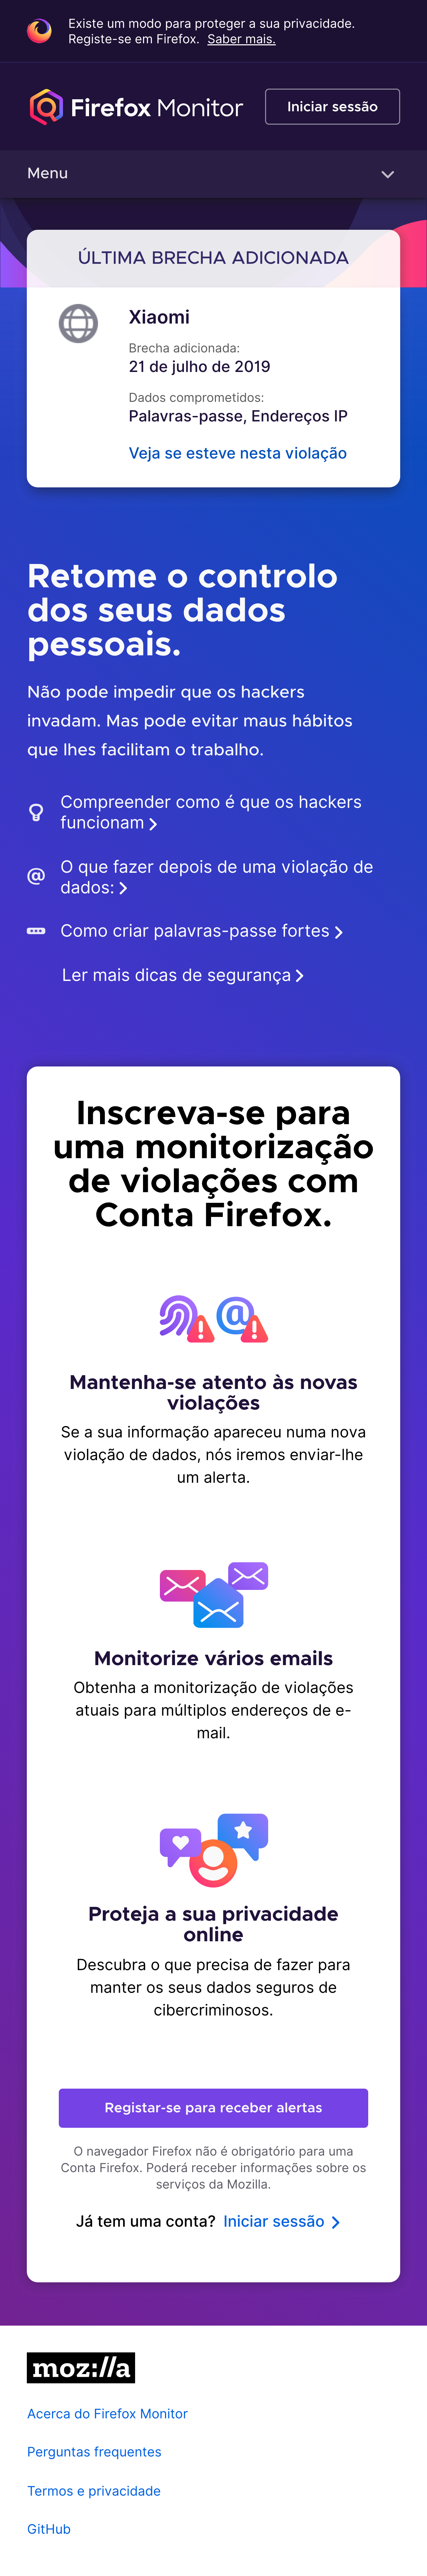 Existe um modo para proteger a sua privacidade.
Registe-se em Firefox. Saber mais.
Firefox Monitor
Iniciar sessão
Menu
ÚLTIMA BRECHA ADICIONADA
Xiaomi
Brecha adicionada:
21 de julho de 2019
Dados comprometidos:
Palavras-passe, Endereços IP
Veja se esteve nesta violação
Retome o controlo
dos seus dados
pessoais.
Não pode impedir que os hackers
invadam. Mas pode evitar maus hábitos
que lhes facilitam o trabalho.
Compreender como é que os hackers
funcionam
O que fazer depois de uma violação de
dados:
Como criar palavras-passe fortes
Ler mais dicas de segurança
Inscreva-se para
uma monitorização
de violações com
Conta Firefox.
Mantenha-se atento às novas
violações
Se a sua informação apareceu numa nova
violação de dados, nós iremos enviar-lhe
um alerta.
Monitorize vários emails
Obtenha a monitorização de violações
atuais para múltiplos endereços de e-
mail.
Proteja a sua privacidade
online
Descubra o que precisa de fazer para
manter os seus dados seguros de
cibercriminosos.
Registar-se para receber alertas
O navegador Firefox não é obrigatório para uma
Conta Firefox. Poderá receber informações sobre os
serviços da Mozilla.
Já tem uma conta? Iniciar sessão
moz://a
Acerca do Firefox Monitor
Perguntas frequentes
Termos e privacidade
GitHub